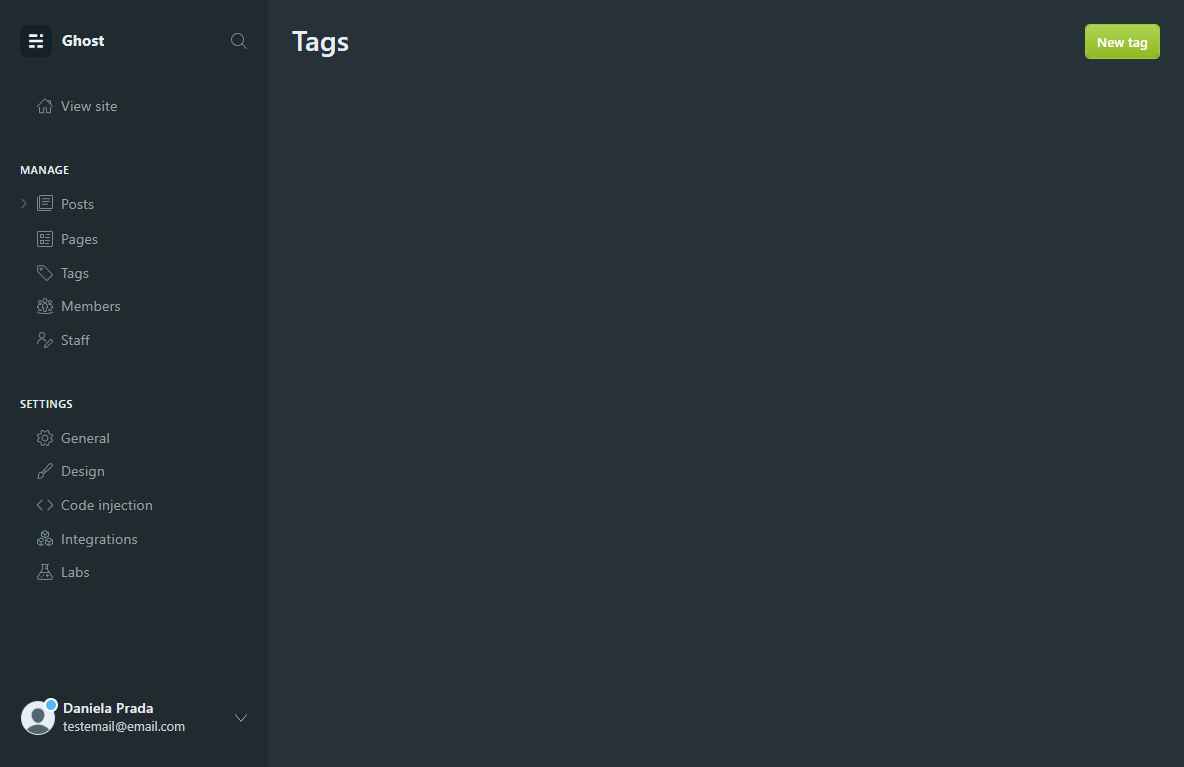 Ghost
View site
MANAGE
Posts
Pages
Tags
Members
Staff
SETTINGS
General
Design
Code injection
Integrations
Labs
Daniela Prada
testemail@email.com
Tags
New tag